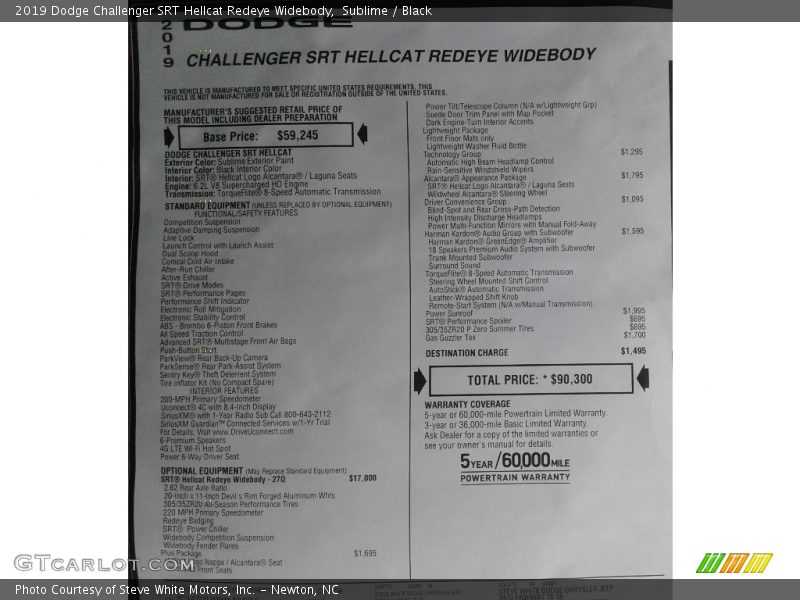 2019 Dodge Challenger SRT Hellcat Redeye Widebody, Sublime / Black
2019
DODGE
CHALLENGER SRT HELLCAT REDEYE WIDEBODY
THIS VEHICLE IS MANUFACTURED TO MEET SPECIFIC UNITED STATES REQUIREMENTS. THIS
VEHICLE IS NOT MANUFACTURED FOR SALE OR REGISTRATION OUTSIDE OF THE UNITED STATES.
MANUFACTURER'S SUGGESTED RETAIL PRICE OF
THIS MODEL INCLUDING DEALER PREPARATION
Base Price: $59,245
DODGE CHALLENGER SRT HELLCAT
Exterior Color: Sublime Exterior Paint
Interior Color: Black Interior Color
Interior: SRT® Hellcat Logo Alcantara® / Laguna Seats
Engine: 6.2L V8 Supercharged HO Engine
Transmission: TorqueFlite® 8-Speed Automatic Transmission
STANDARD EQUIPMENT (UNLESS REPLACED BY OPTIONAL EQUIPMENT)
FUNCTIONAL-SAFETY FEATURES
Competition Suspension
Adaptive Damping Suspension
Line Lock
Launch Control with Launch Assist
Dual Scoop Hood
Conical Cold Air Intake
After-Run Chiller
Active Exhaust
SRT® Drive Modes
SRT® Performance Pages
Performance Shift Indicator
Electronic Roll Mitigation
Electronic Stability Control
ABS - Brembo 6-Piston Front Brakes
All Speed Traction Control
Advanced SRT® Multistage Front Air Bags
Push-Button Start
ParkView® Rear Back-Up Camera
ParkSense® Rear Park-Assist System
Sentry Key® Theft Deterrent System
Tire Inflator Kit (No Compact Spare)
INTERIOR FEATURES
200-MPH Primary Speedometer
Uconnect® 4C with 8.4-Inch Display
SiriusXM® with 1-Year Radio Sub Call 800-643-2112
SiriusXM Guardian™ Connected Services w/1-Yr Trial
For Details, Visit www.DriveUconnect.com
6-Premium Speakers
4G LTE Wi-Fi Hot Spot
Power 6-Way Driver Seat
OPTIONAL EQUIPMENT (May Replace Standard Equipment)
SRT® Hellcat Redeye Widebody - 27Q $17,000
2.62 Rear Axle Ratio
20-Inch x 11-Inch Devil's Rim Forged Aluminum Whls
305/35ZR20 All-Season Performance Tires
220 MPH Primary Speedometer
Redeye Badging
SRT® Power Chiller
Widebody Competition Suspension
Widebody Fender Flares
Plus Package $1,695
Nappa / Alcantara® Seat
Front Seats
Power Tilt/Telescope Column (N/A w/Lightweight Grp)
Suede Door Trim Panel with Map Pocket
Dark Engine-Turn Interior Accents
Lightweight Package
Front Floor Mats only
Lightweight Washer Fluid Bottle
Technology Group $1,295
Automatic High Beam Headlamp Control
Rain-Sensitive Windshield Wipers
Alcantara® Appearance Package $1,795
SRT® Hellcat Logo Alcantara® / Laguna Seats
Wildwheel Alcantara® Steering Wheel
Driver Convenience Group $1,095
Blind-Spot and Rear Cross-Path Detection
High Intensity Discharge Headlamps
Power Multi-Function Mirrors with Manual Fold-Away
Harman Kardon® Audio Group with Subwoofer $1,595
Harman Kardon® GreenEdge® Amplifier
18 Speakers Premium Audio System with Subwoofer
Trunk Mounted Subwoofer
Surround Sound
TorqueFlite® 8-Speed Automatic Transmission
Steering Wheel Mounted Shift Control
AutoStick® Automatic Transmission
Leather-Wrapped Shift Knob
Remote-Start System (N/A w/Manual Transmission)
Power Sunroof $1,995
SRT® Performance Spoiler $695
305/35ZR20 P Zero Summer Tires $695
Gas Guzzler Tax $1,700
DESTINATION CHARGE $1,495
TOTAL PRICE: * $90,300
WARRANTY COVERAGE
5-year or 60,000-mile Powertrain Limited Warranty.
3-year or 36,000-mile Basic Limited Warranty.
Ask Dealer for a copy of the limited warranties or
see your owner's manual for details.
5 YEAR/60,000 MILE
POWERTRAIN WARRANTY
STEVE WHITE DODGE CHRYSLER JEEP
GTcarlot.com
Photo Courtesy of Steve White Motors, Inc. - Newton, NC